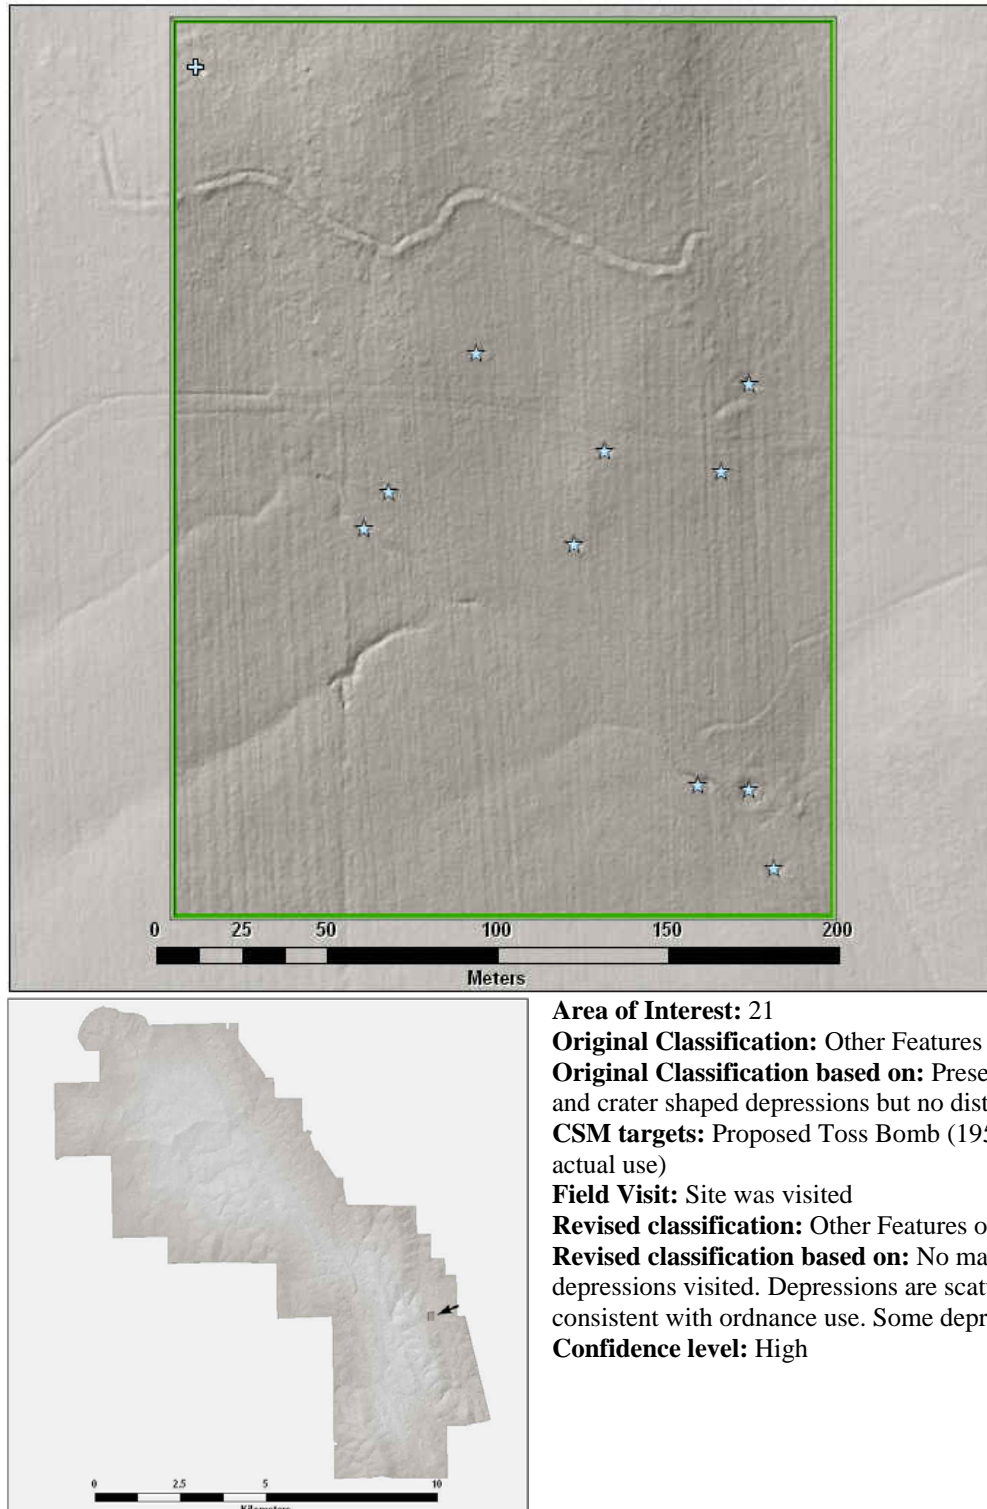 0 25 50 100 150 200
Meters
Area of Interest: 21
Original Classification: Other Features
Original Classification based on: Prese
and crater shaped depressions but no dist
CSM targets: Proposed Toss Bomb (195
actual use)
Field Visit: Site was visited
Revised classification: Other Features o
Revised classification based on: No ma
depressions visited. Depressions are scat
consistent with ordnance use. Some depr
Confidence level: High
0 2.5 5 10
Kilometers